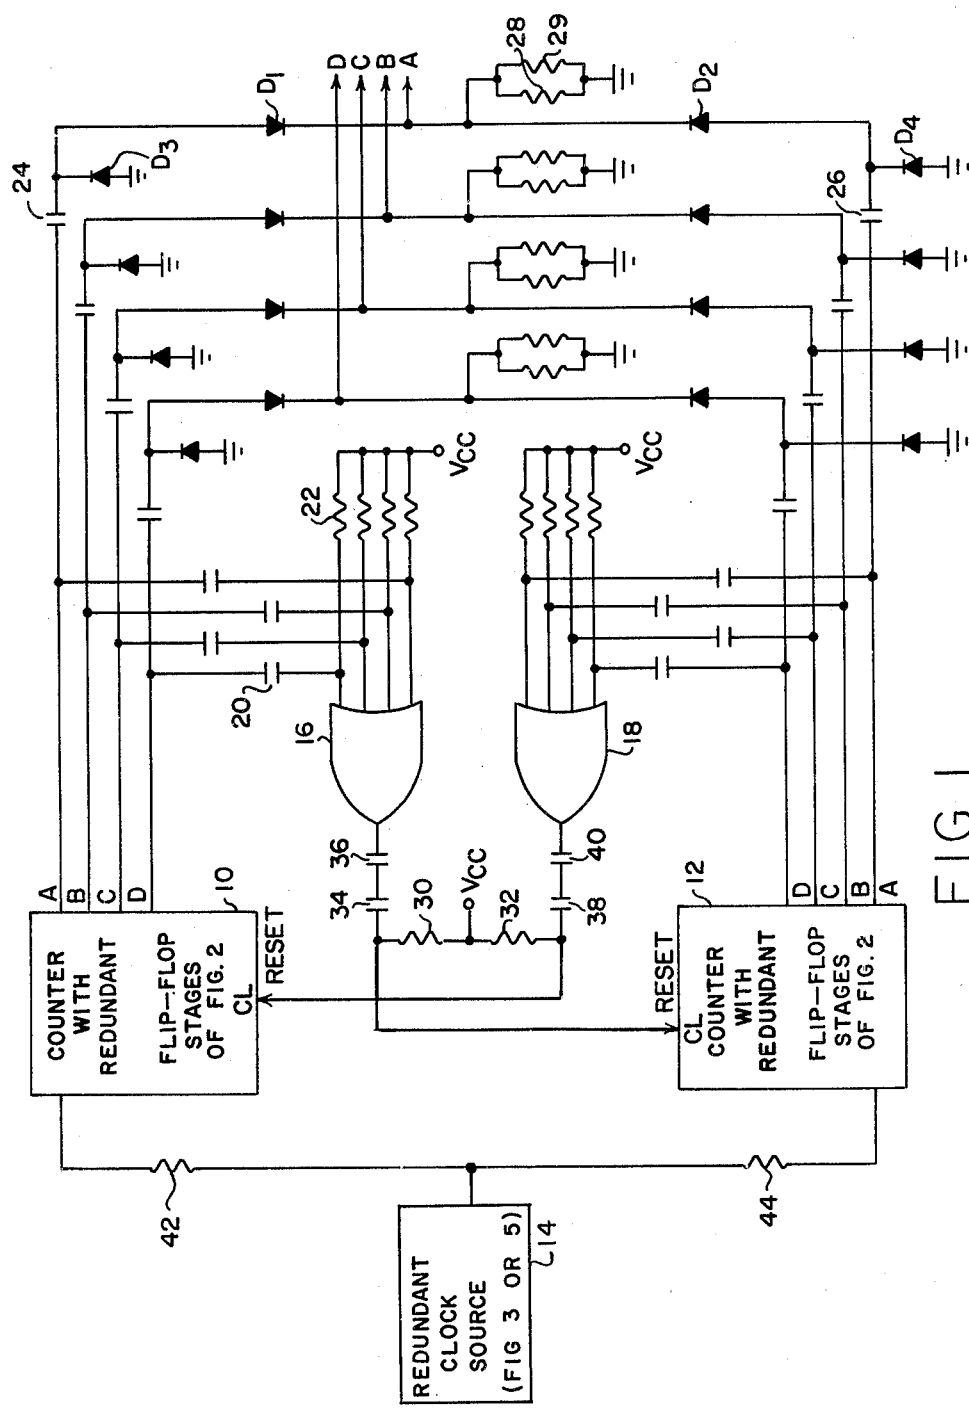 24
D3
D1
D
C
B
A
28
29
D2
26
D4
22
VCC
VCC
20
16
18
A
B
C
D
10
COUNTER
WITH
REDUNDANT
FLIP-FLOP
STAGES
OF FIG. 2
CL
RESET
34
36
30
VCC
32
38
40
RESET
12
CL
COUNTER
WITH
REDUNDANT
FLIP-FLOP
STAGES
OF FIG. 2
D
C
B
A
42
44
REDUNDANT
CLOCK
SOURCE
(FIG 3 OR 5)
14
FIG. 1